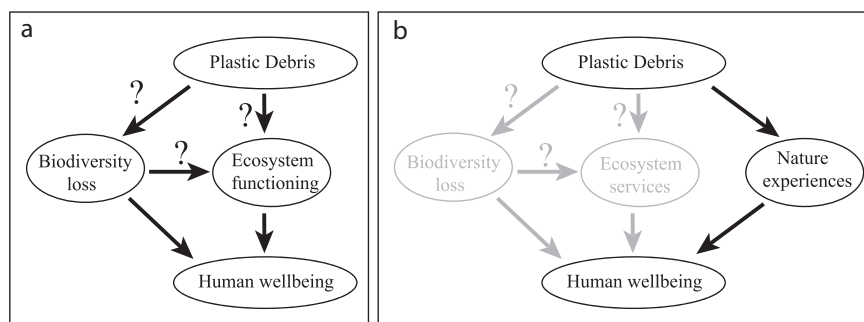 a
Plastic Debris
?
?
Biodiversity
loss
?
Ecosystem
functioning
Human wellbeing
b
Plastic Debris
?
?
Biodiversity
loss
?
Ecosystem
services
Nature
experiences
Human wellbeing